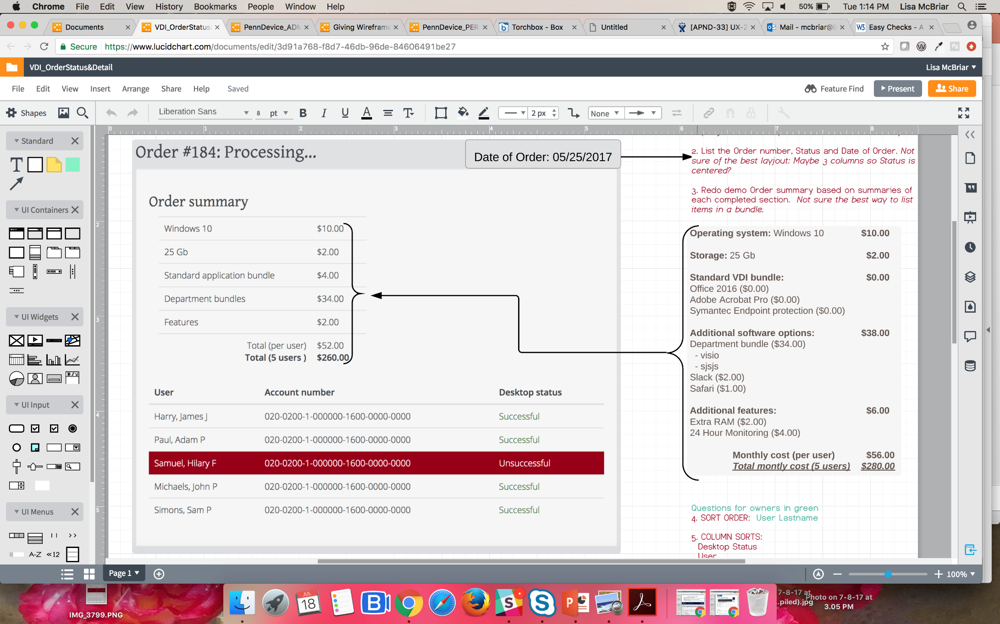 Chrome File Edit View History Bookmarks People Window Help 50% Tue 1:14 PM Lisa McBriar
Documents VDI_OrderStatus PennDevice_ADM Giving Wireframe PennDevice_PER Torchbox - Box Untitled [APND-33] UX-2 Mail - mcbriar@i Easy Checks - A
Secure https://www.lucidchart.com/documents/edit/3d91a768-f8d7-46db-96de-84606491be27
VDI_OrderStatus&Detail Lisa McBriar
File Edit View Insert Arrange Share Help Saved Feature Find Present Share
Shapes Liberation Sans 8 pt B I U A T 2 px None
0 1 2 3 4 5 6 7 8
Standard
T
UI Containers
UI Widgets
UI Input
UI Menus
A-Z <<12
2
3
4
5
Order #184: Processing...
Date of Order: 05/25/2017
Order summary
Windows 10 $10.00
25 Gb $2.00
Standard application bundle $4.00
Department bundles $34.00
Features $2.00
Total (per user) $52.00
Total (5 users ) $260.00
User Account number Desktop status
Harry, James J 020-0200-1-000000-1600-0000-0000 Successful
Paul, Adam P 020-0200-1-000000-1600-0000-0000 Successful
Samuel, Hilary F 020-0200-1-000000-1600-0000-0000 Unsuccessful
Michaels, John P 020-0200-1-000000-1600-0000-0000 Successful
Simons, Sam P 020-0200-1-000000-1600-0000-0000 Successful
2. List the Order number, Status and Date of Order. Not
sure of the best layjout: Maybe 3 columns so Status is
centered?
3. Redo demo Order summary based on summaries of
each completed section. Not sure the best way to list
items in a bundle.
Operating system: Windows 10 $10.00
Storage: 25 Gb $2.00
Standard VDI bundle: $0.00
Office 2016 ($0.00)
Adobe Acrobat Pro ($0.00)
Symantec Endpoint protection ($0.00)
Additional software options: $38.00
Department bundle ($34.00)
- visio
- sjsjs
Slack ($2.00)
Safari ($1.00)
Additional features: $6.00
Extra RAM ($2.00)
24 Hour Monitoring ($4.00)
Monthly cost (per user) $56.00
Total montly cost (5 users) $280.00
Questions for owners in green
4. SORT ORDER: User Lastname
5. COLUMN SORTS:
Desktop Status
User
Page 1 100%
JUL
18
IMG_3799.PNG
7-8-17 at
.piled).jpg
Photo on 7-8-17 at
3.05 PM